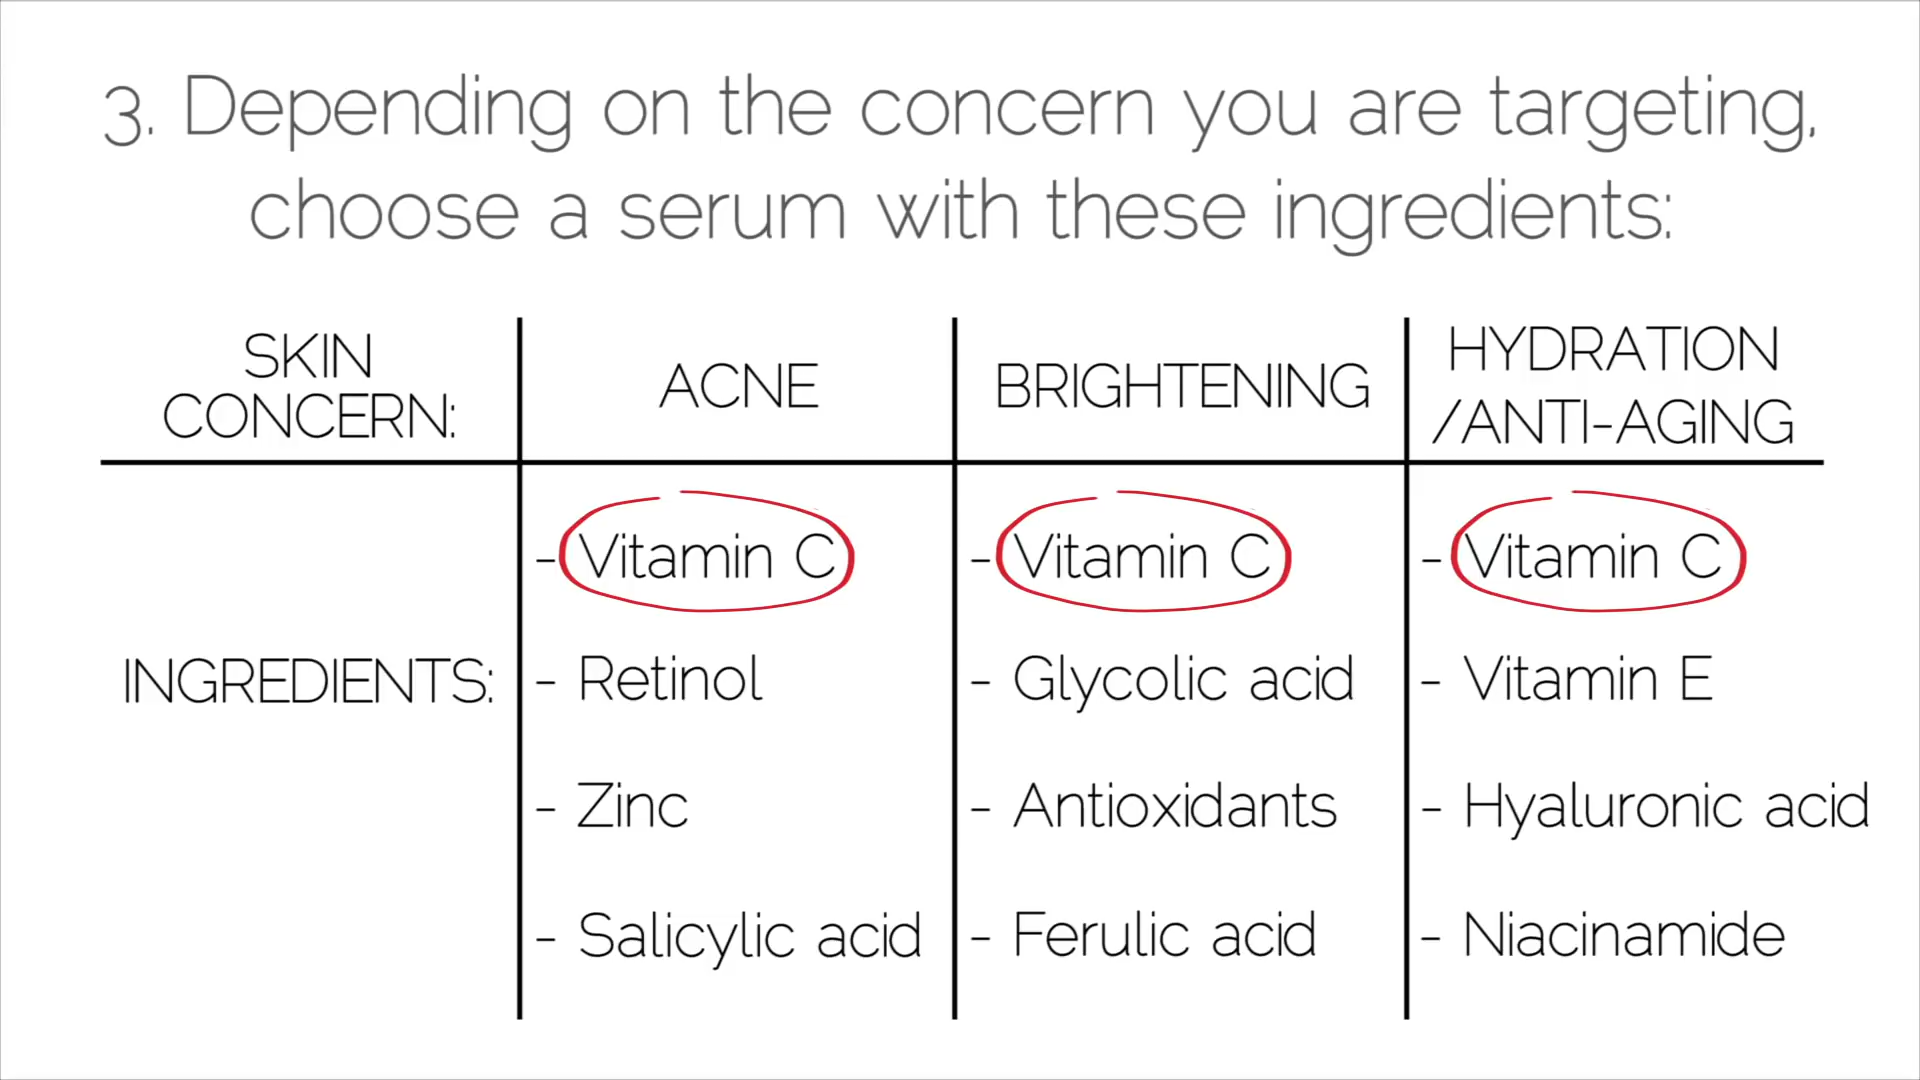 3. Depending on the concern you are targeting,
choose a serum with these ingredients:
SKIN
CONCERN:
ACNE
BRIGHTENING
HYDRATION
/ANTI-AGING
INGREDIENTS:
- Vitamin C
- Retinol
- Zinc
- Salicylic acid
- Vitamin C
- Glycolic acid
- Antioxidants
- Ferulic acid
- Vitamin C
- Vitamin E
- Hyaluronic acid
- Niacinamide